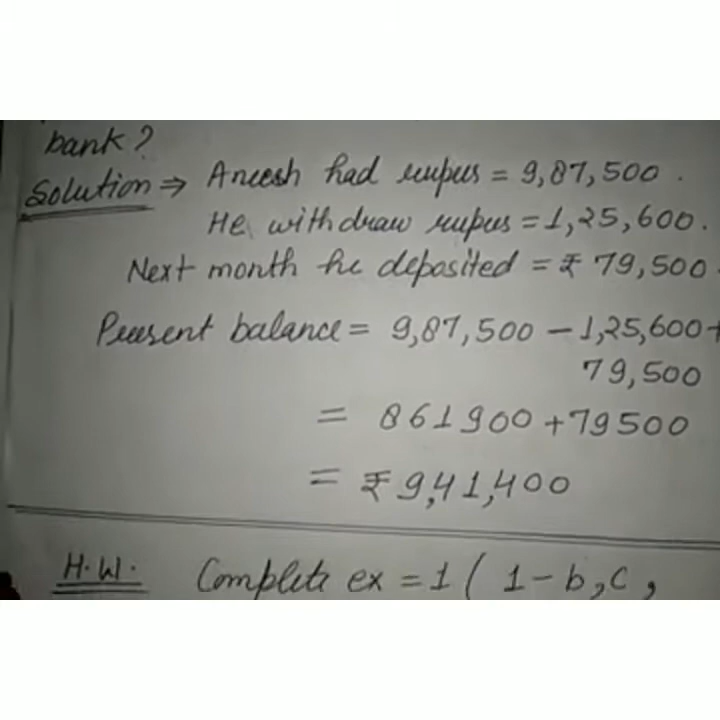 bank?
Solution ⇒ Aneesh had rupees = 9,87,500.
He withdraw rupees = 1,25,600.
Next month he deposited = ₹ 79,500.
Present balance = 9,87,500 - 1,25,600 +
79,500
= 861900 + 79500
= ₹ 9,41,400
H.W. Complete ex = 1 ( 1 - b, c,